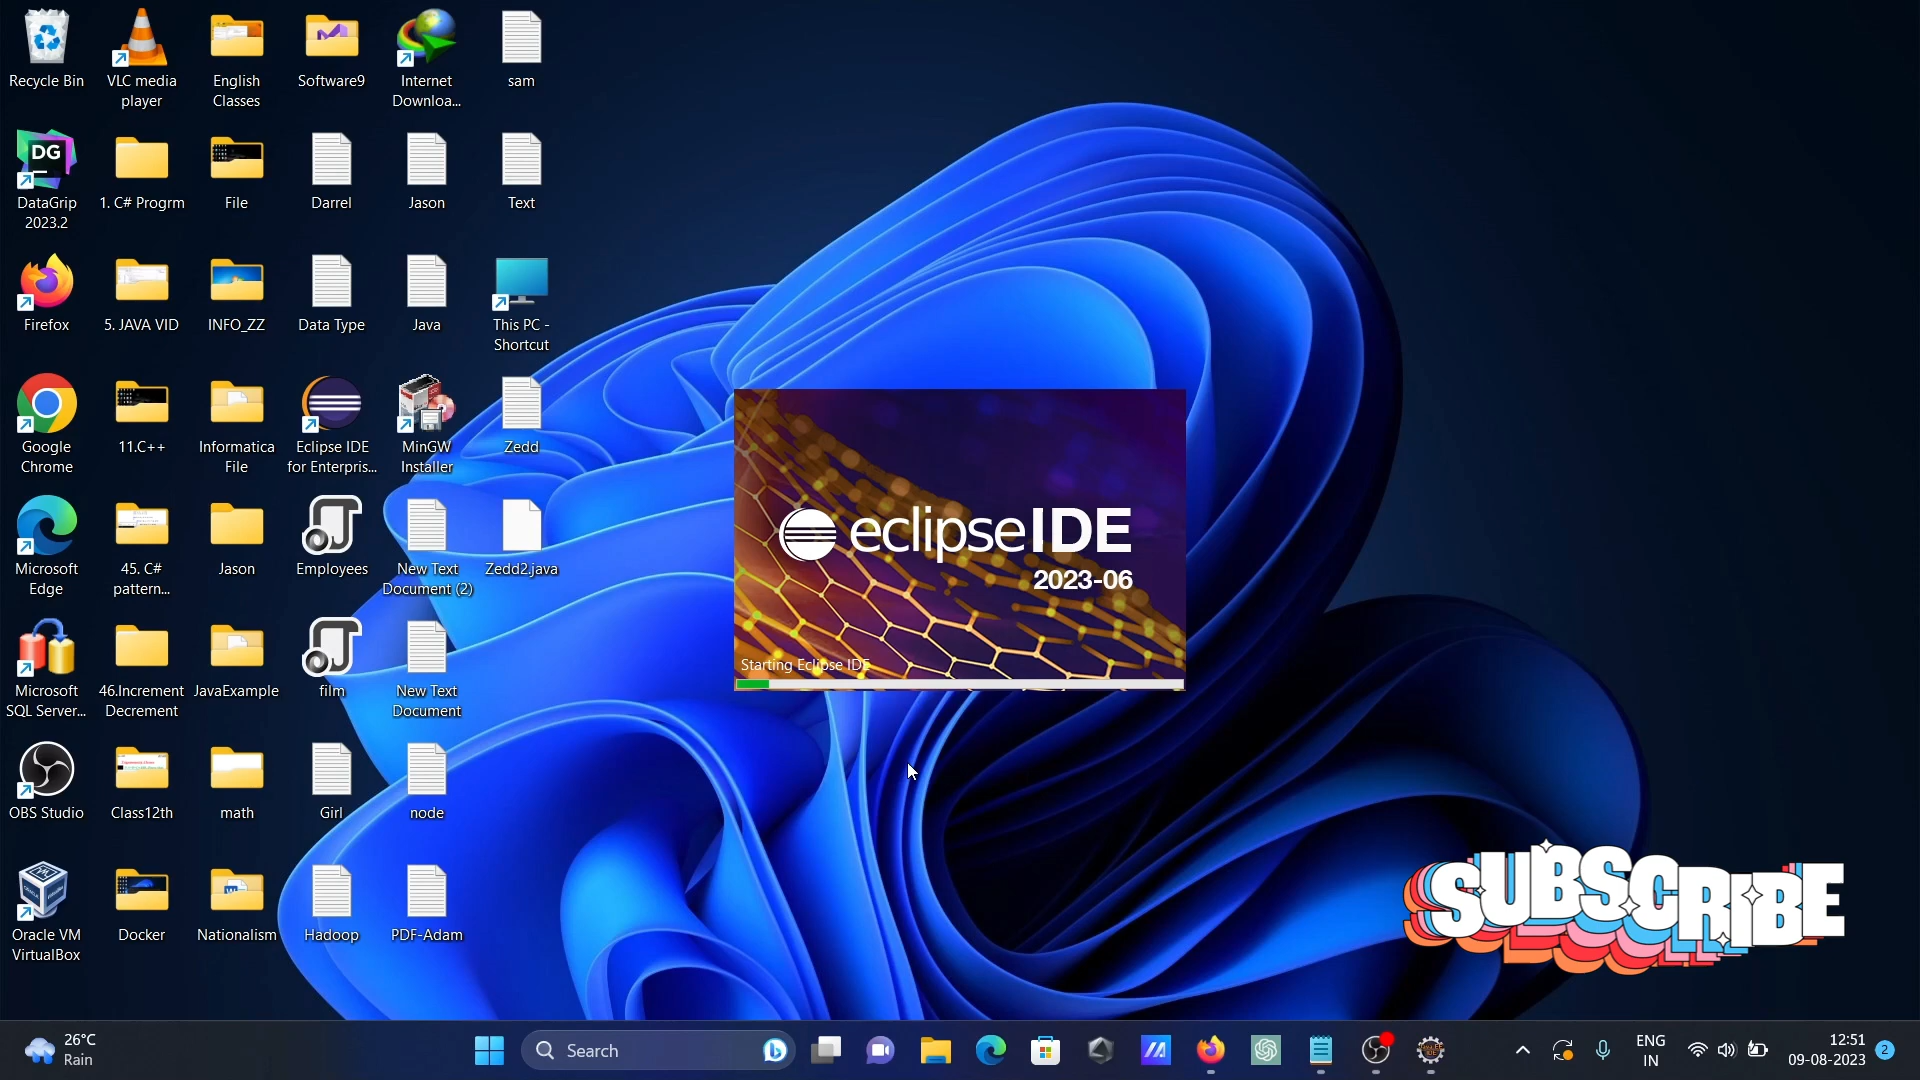 Recycle Bin
VLC media
player
English
Classes
Software9
Internet
Downloa...
sam
DG
DataGrip
2023.2
1. C# Progrm
File
Darrel
Jason
Text
Firefox
5. JAVA VID
INFO_ZZ
Data Type
Java
This PC -
Shortcut
Google
Chrome
11.C++
Informatica
File
Eclipse IDE
for Enterpris...
MinGW
Installer
Zedd
Microsoft
Edge
45. C#
pattern...
Jason
Employees
New Text
Document (2)
Zedd2.java
Microsoft
SQL Server...
46.Increment
Decrement
JavaExample
film
New Text
Document
OBS Studio
Class12th
math
Girl
node
Oracle VM
VirtualBox
Docker
Nationalism
Hadoop
PDF-Adam
eclipseIDE
2023-06
Starting Eclipse IDE
SUBSCRIBE
26°C
Rain
Search
ENG
IN
12:51
09-08-2023
2